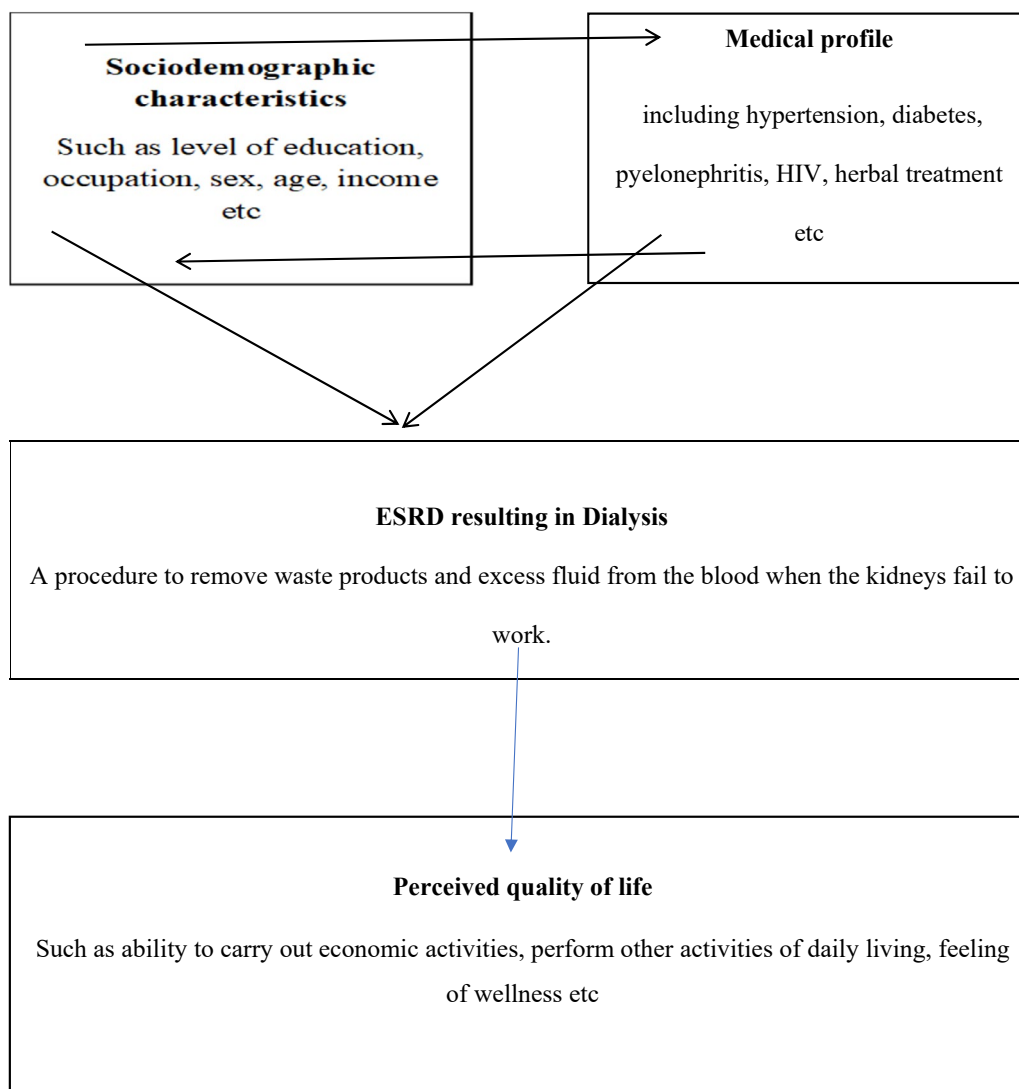 Sociodemographic
characteristics
Such as level of education,
occupation, sex, age, income
etc
Medical profile
including hypertension, diabetes,
pyelonephritis, HIV, herbal treatment
etc
ESRD resulting in Dialysis
A procedure to remove waste products and excess fluid from the blood when the kidneys fail to
work.
Perceived quality of life
Such as ability to carry out economic activities, perform other activities of daily living, feeling
of wellness etc